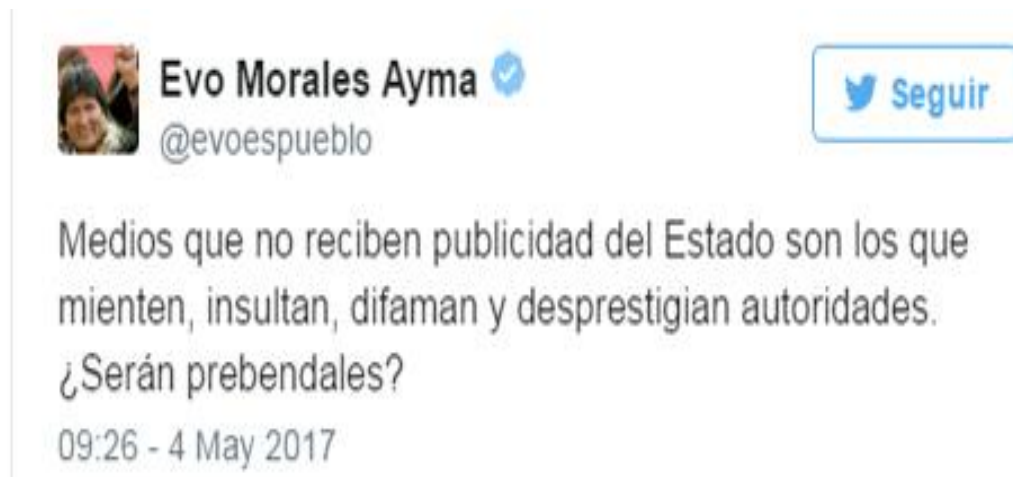 Evo Morales Ayma
@evoespueblo
Seguir
Medios que no reciben publicidad del Estado son los que
mienten, insultan, difaman y desprestigian autoridades.
¿Serán prebendales?
09:26 - 4 May 2017